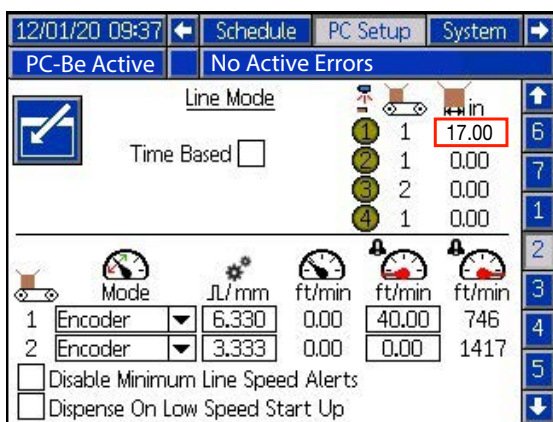 12/01/20 09:37 Schedule PC Setup System
PC-Be Active No Active Errors
Line Mode in
6
Time Based 1 1 17.00
2 1 0.00
7
3 2 0.00
4 1 0.00
1
2
Mode ⎍/mm ft/min ft/min ft/min
3
1 Encoder 6.330 0.00 40.00 746
4
2 Encoder 3.333 0.00 0.00 1417
5
Disable Minimum Line Speed Alerts
Dispense On Low Speed Start Up